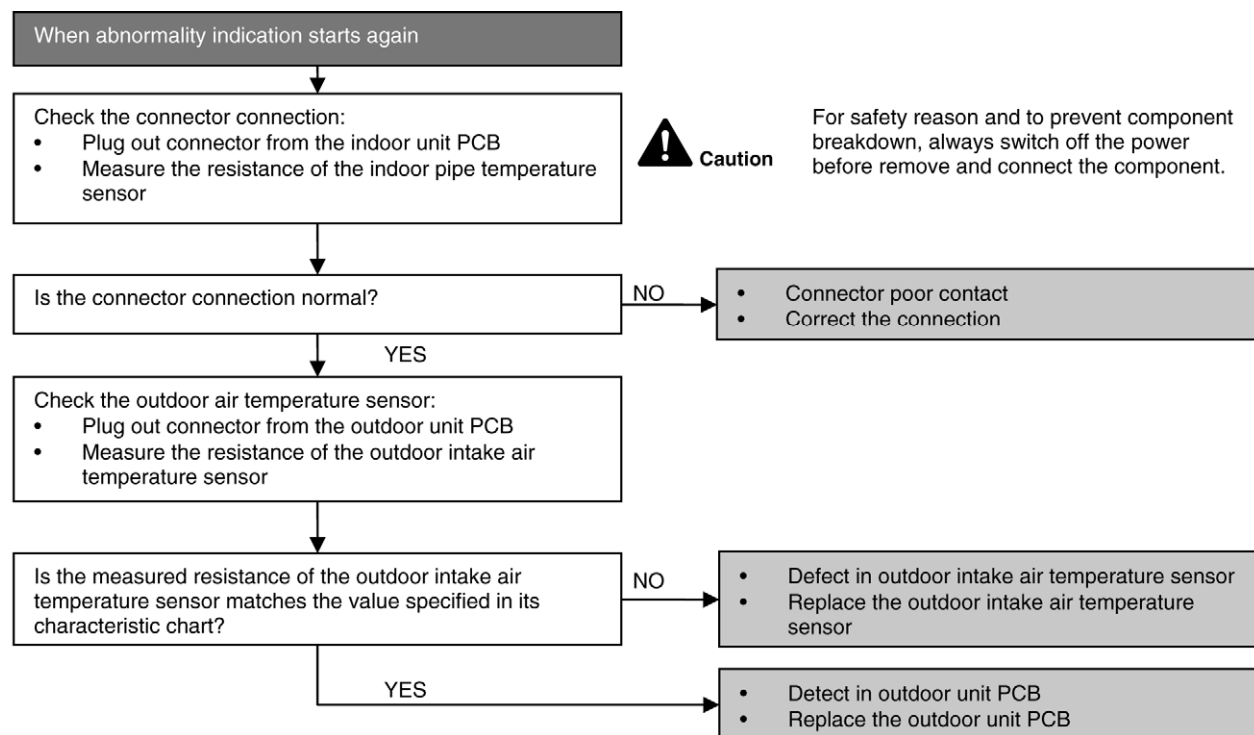 When abnormality indication starts again
Check the connector connection:
• Plug out connector from the indoor unit PCB
• Measure the resistance of the indoor pipe temperature
sensor
Caution
For safety reason and to prevent component
breakdown, always switch off the power
before remove and connect the component.
Is the connector connection normal?
NO
• Connector poor contact
• Correct the connection
YES
Check the outdoor air temperature sensor:
• Plug out connector from the outdoor unit PCB
• Measure the resistance of the outdoor intake air
temperature sensor
Is the measured resistance of the outdoor intake air
temperature sensor matches the value specified in its
characteristic chart?
NO
• Defect in outdoor intake air temperature sensor
• Replace the outdoor intake air temperature
sensor
YES
• Detect in outdoor unit PCB
• Replace the outdoor unit PCB